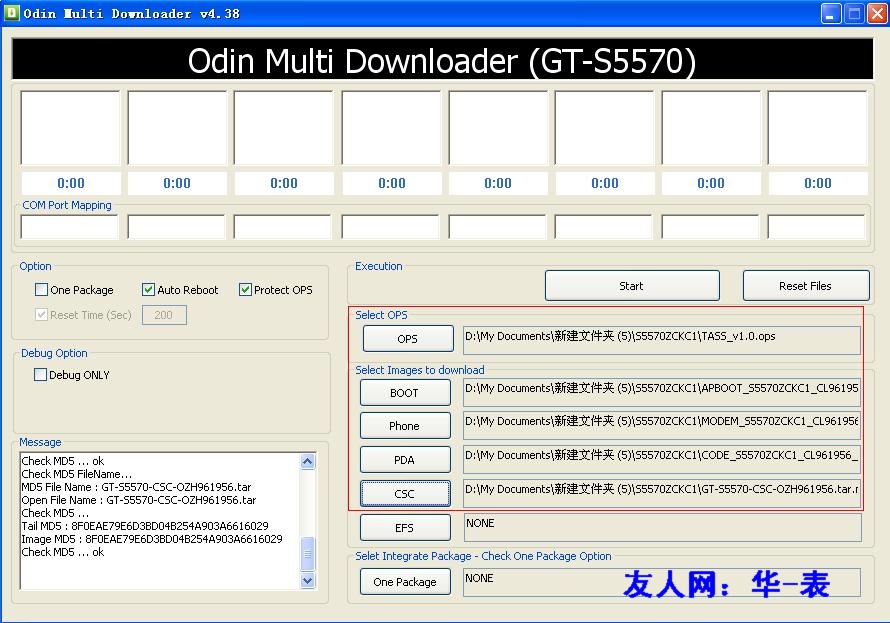 Odin Multi Downloader v4.38
Odin Multi Downloader (GT-S5570)
0:00 0:00 0:00 0:00 0:00 0:00 0:00 0:00
COM Port Mapping
Option
One Package Auto Reboot Protect OPS
Reset Time (Sec) 200
Debug Option
Debug ONLY
Message
Check MD5 ... ok
Check MD5 FileName...
MD5 File Name : GT-S5570-CSC-OZH961956.tar
Open File Name : GT-S5570-CSC-OZH961956.tar
Check MD5 ...
Tail MD5 : 8F0EAE79E6D3BD04B254A903A6616029
Image MD5 : 8F0EAE79E6D3BD04B254A903A6616029
Check MD5 ... ok
Execution
Start Reset Files
Select OPS
OPS D:\My Documents\新建文件夹 (5)\S5570ZCKC1\TASS_v1.0.ops
Select Images to download
BOOT D:\My Documents\新建文件夹 (5)\S5570ZCKC1\APBOOT_S5570ZCKC1_CL96195
Phone D:\My Documents\新建文件夹 (5)\S5570ZCKC1\MODEM_S5570ZCKC1_CL96195
PDA D:\My Documents\新建文件夹 (5)\S5570ZCKC1\CODE_S5570ZCKC1_CL961956_
CSC D:\My Documents\新建文件夹 (5)\S5570ZCKC1\GT-S5570-CSC-OZH961956.tar.
EFS NONE
Selet Integrate Package - Check One Package Option
One Package NONE
友人网：华-表